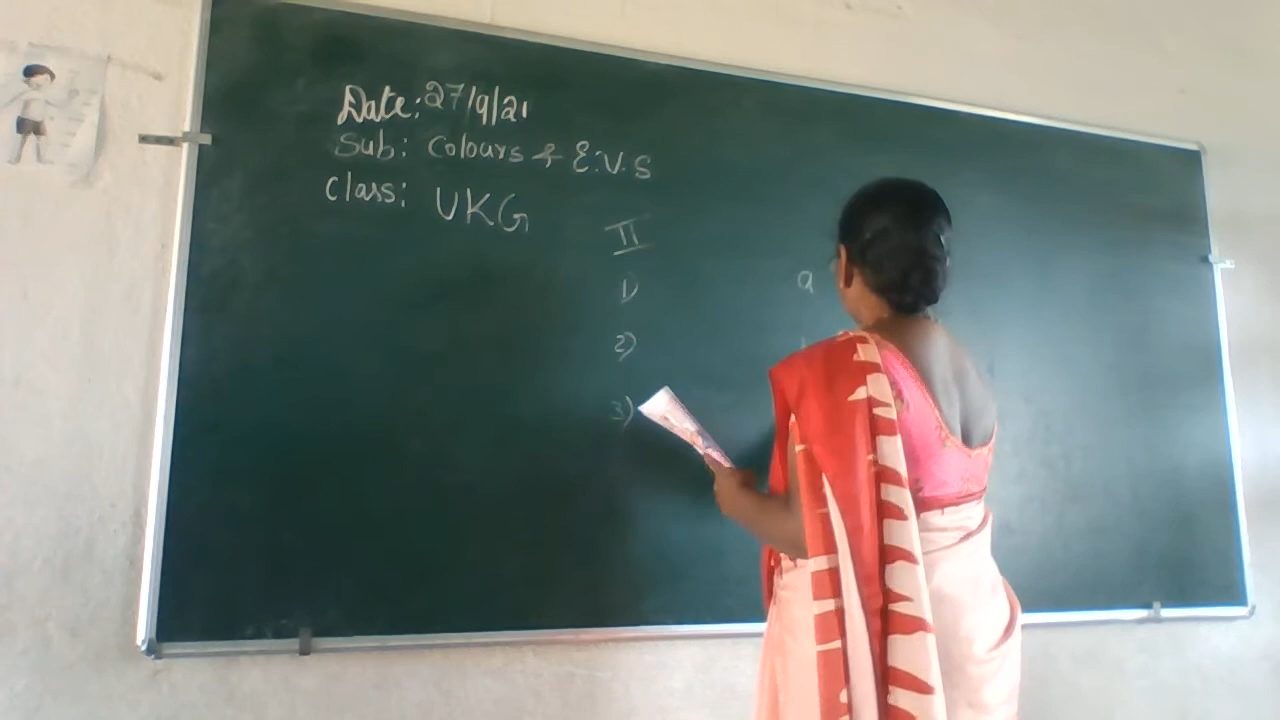 Date: 27/9/21
Sub: Colours & E.V.S
Class: UKG
II
1) a
2)
3)